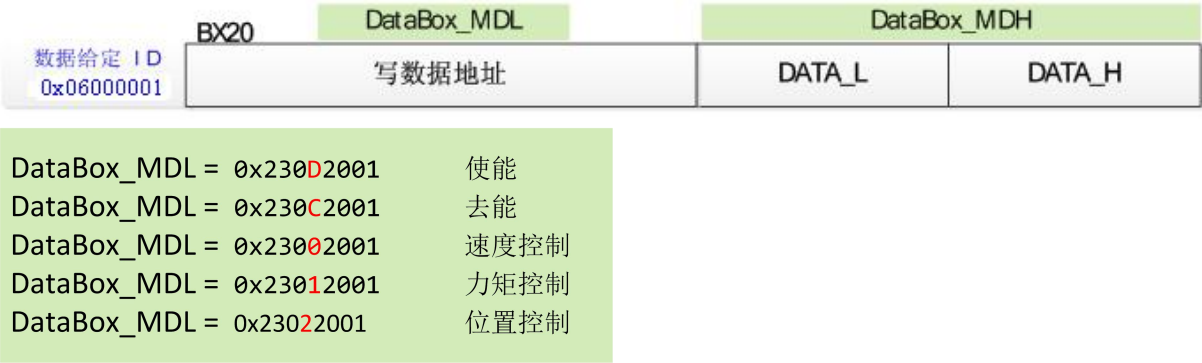 BX20 DataBox_MDL DataBox_MDH
数据给定 ID 写数据地址 DATA_L DATA_H
0x06000001
DataBox_MDL = 0x230D2001 使能
DataBox_MDL = 0x230C2001 去能
DataBox_MDL = 0x23002001 速度控制
DataBox_MDL = 0x23012001 力矩控制
DataBox_MDL = 0x23022001 位置控制